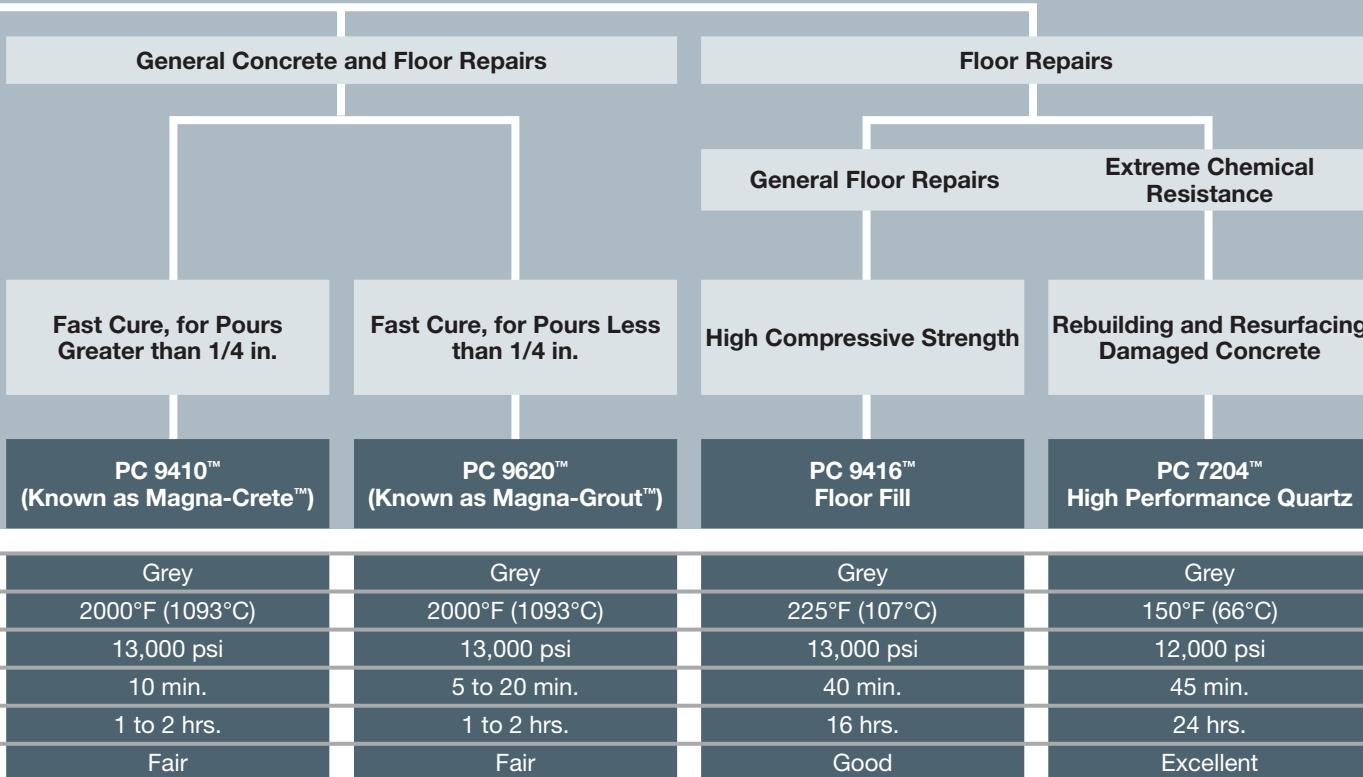 General Concrete and Floor Repairs
Floor Repairs
General Floor Repairs
Extreme Chemical
Resistance
Fast Cure, for Pours
Greater than 1/4 in.
Fast Cure, for Pours Less
than 1/4 in.
High Compressive Strength
Rebuilding and Resurfacing
Damaged Concrete
PC 9410™
(Known as Magna-Crete™)
PC 9620™
(Known as Magna-Grout™)
PC 9416™
Floor Fill
PC 7204™
High Performance Quartz
Grey Grey Grey Grey
2000°F (1093°C) 2000°F (1093°C) 225°F (107°C) 150°F (66°C)
13,000 psi 13,000 psi 13,000 psi 12,000 psi
10 min. 5 to 20 min. 40 min. 45 min.
1 to 2 hrs. 1 to 2 hrs. 16 hrs. 24 hrs.
Fair Fair Good Excellent